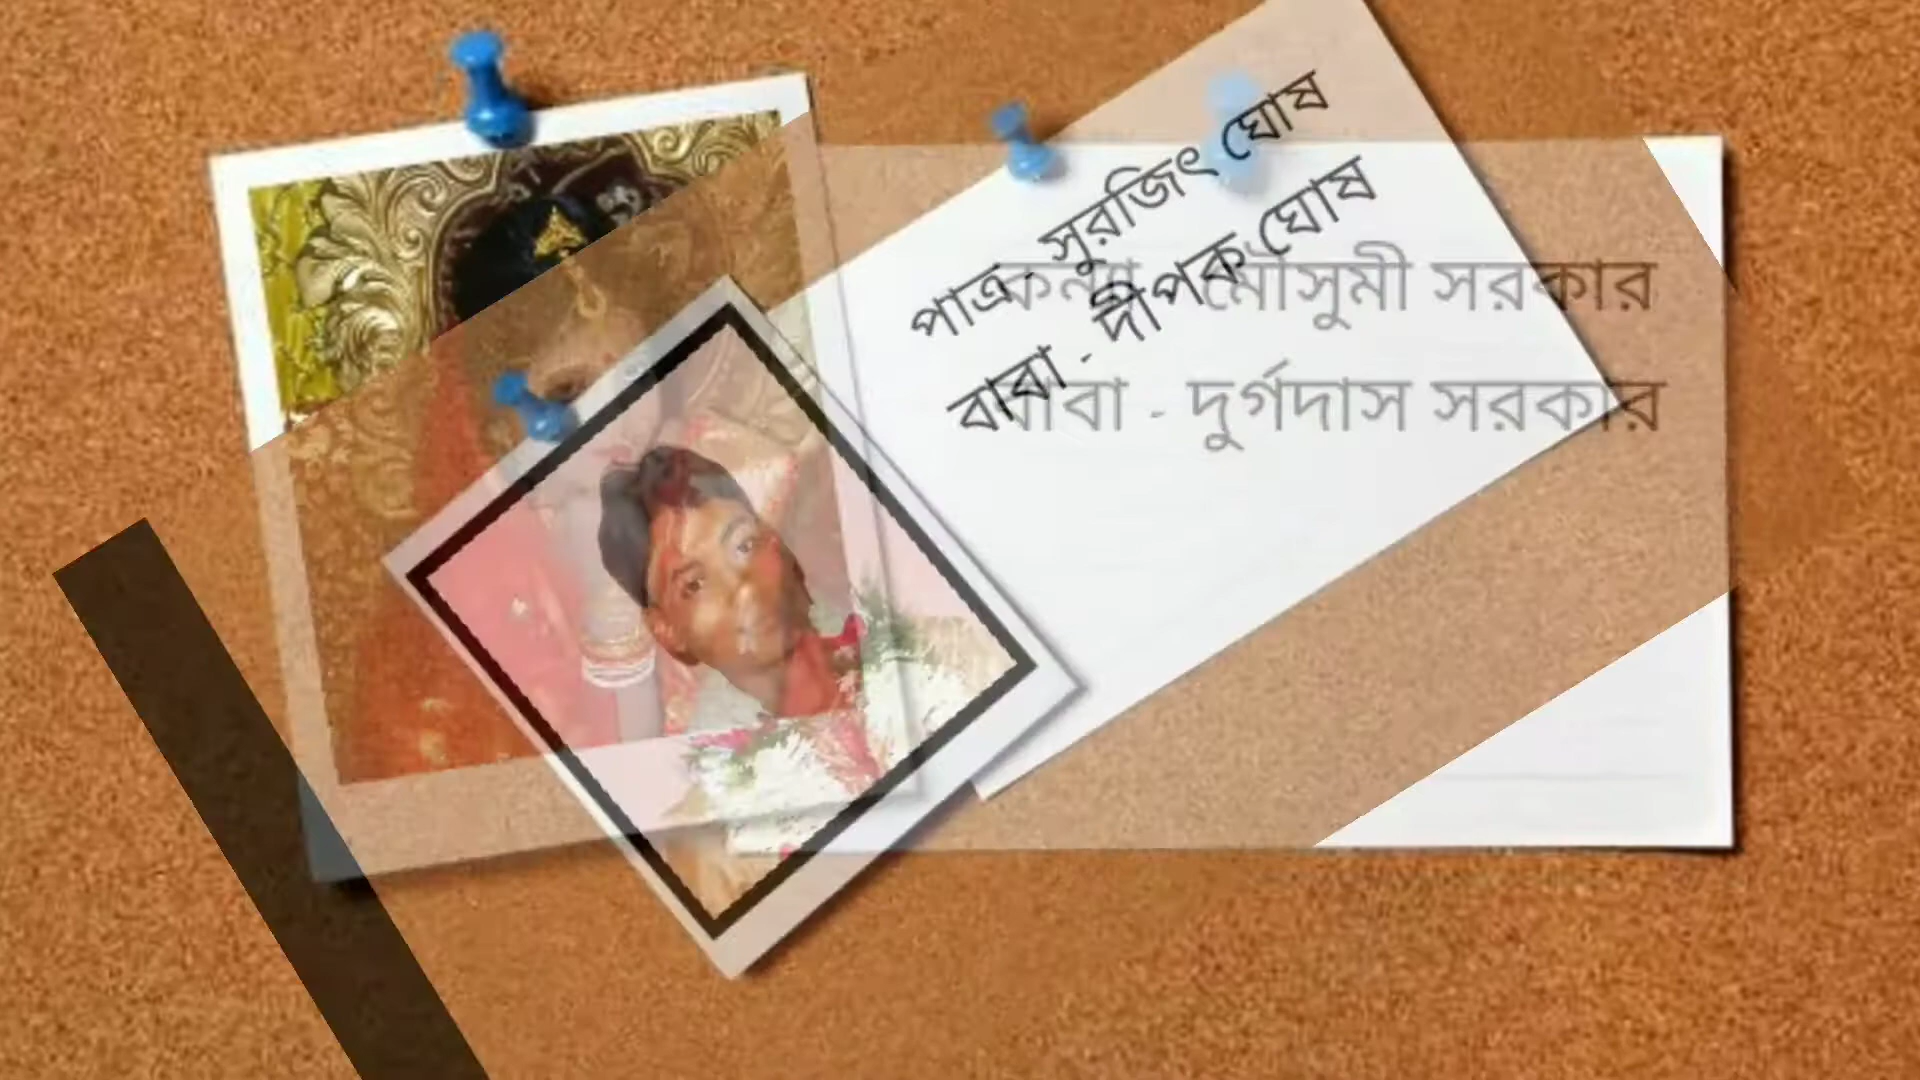 পাত্র - সুরজিৎ ঘোষ
বাবা - দীপক ঘোষ
কন্যা - মৌসুমী সরকার
বাবা - দুর্গদাস সরকার